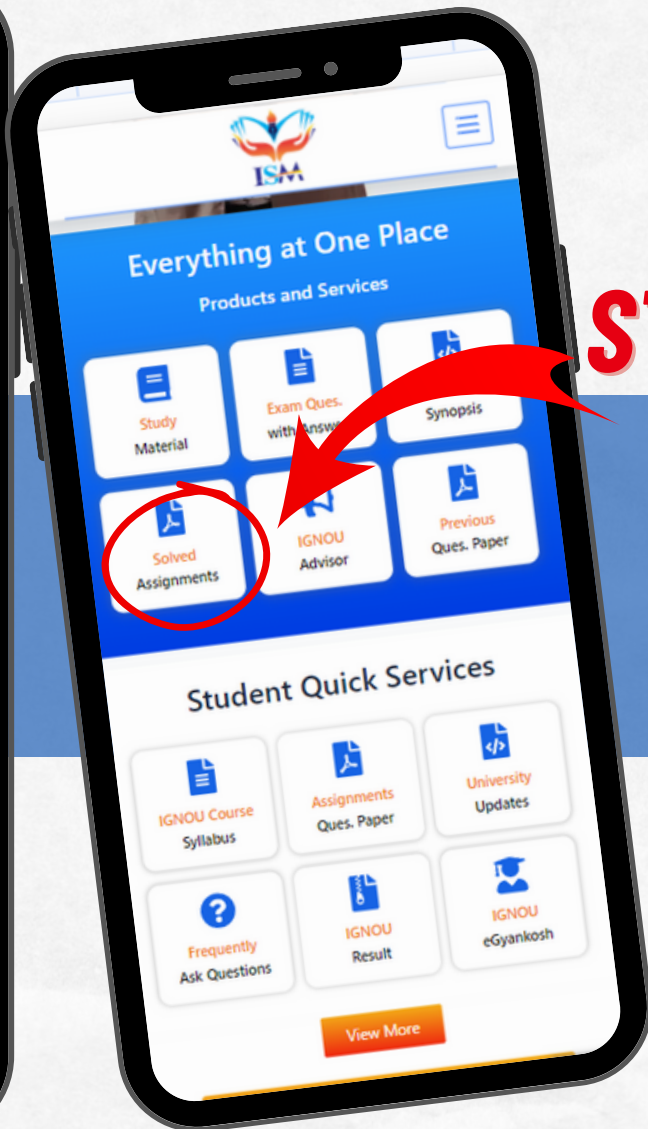 ISM
Everything at One Place
Products and Services
Study
Material
Exam Ques.
with Answ
Synopsis
Solved
Assignments
IGNOU
Advisor
Previous
Ques. Paper
Student Quick Services
IGNOU Course
Syllabus
Assignments
Ques. Paper
University
Updates
Frequently
Ask Questions
IGNOU
Result
IGNOU
eGyankosh
View More